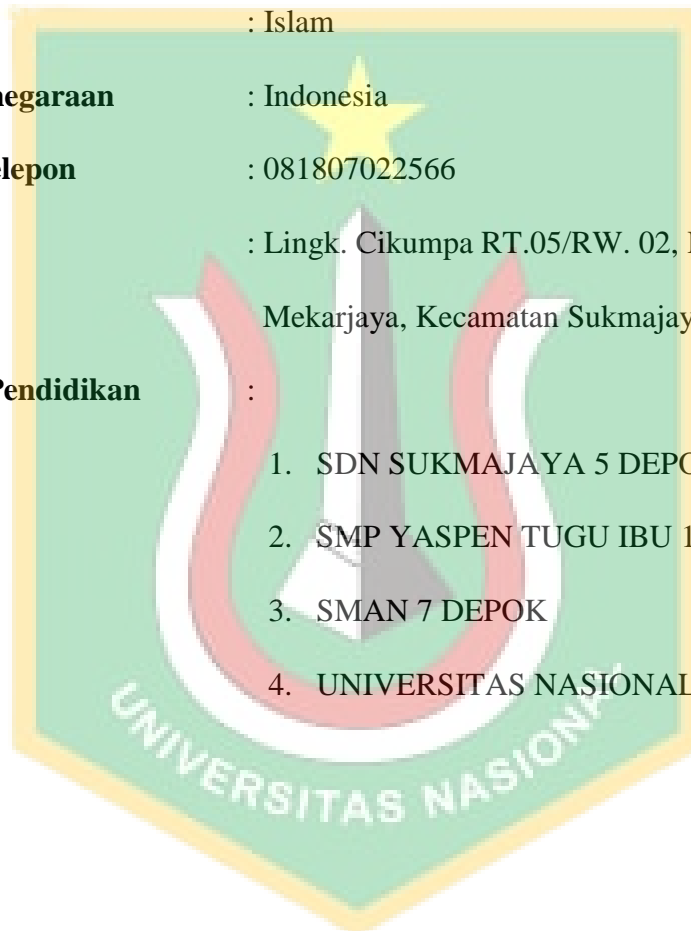 : Islam
negaraan : Indonesia
elepon : 081807022566
: Lingk. Cikumpa RT.05/RW. 02,
Mekarjaya, Kecamatan Sukmajay
Pendidikan :
1. SDN SUKMAJAYA 5 DEPO
2. SMP YASPEN TUGU IBU 1
3. SMAN 7 DEPOK
4. UNIVERSITAS NASIONAL
UNIVERSITAS NASIONAL